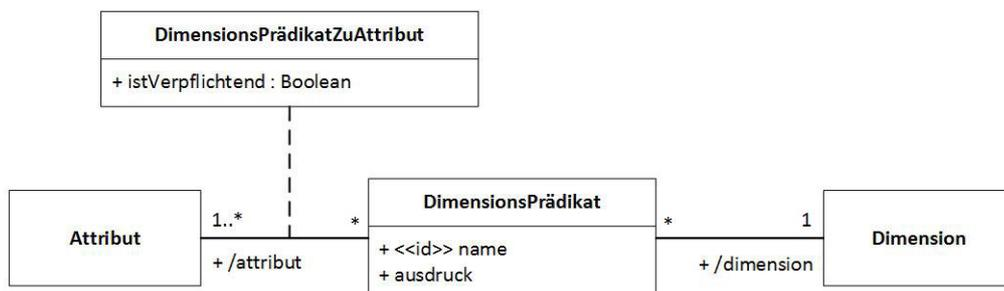 DimensionsPrädikatZuAttribut
+ istVerpflichtend : Boolean
Attribut
1..*
+ /attribut
*
DimensionsPrädikat
+ <<id>> name
+ ausdruck
*
1
+ /dimension
Dimension